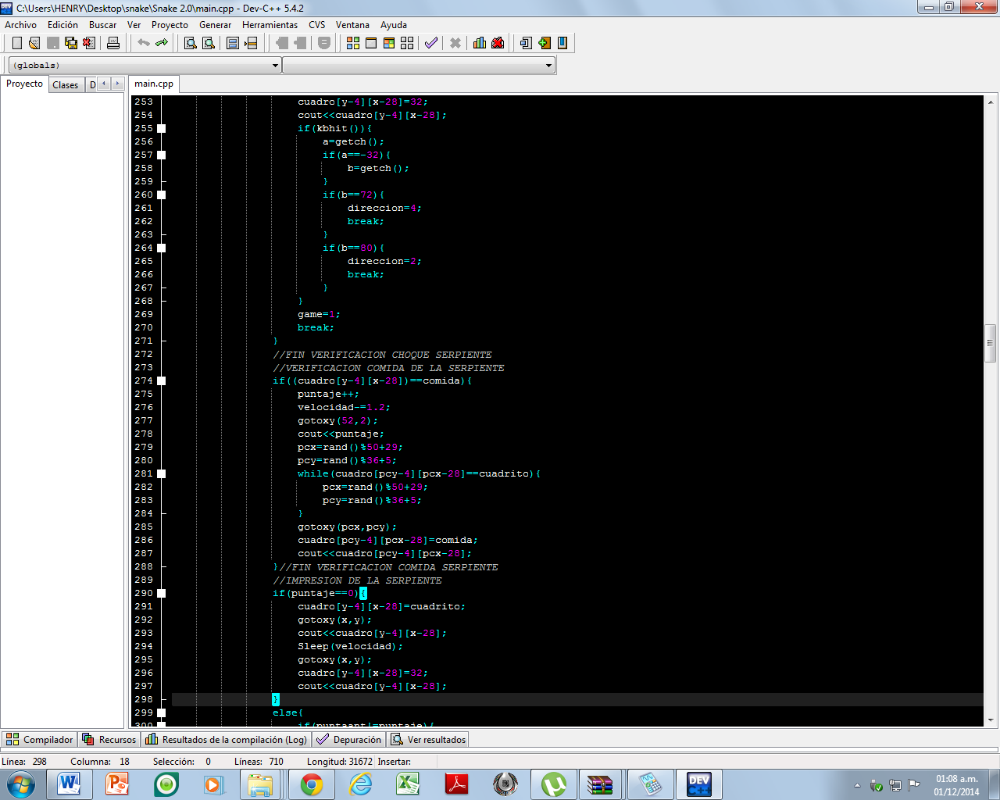 C:\Users\HENRY\Desktop\snake\Snake 2.0\main.cpp - Dev-C++ 5.4.2
Archivo Edición Buscar Ver Proyecto Generar Herramientas CVS Ventana Ayuda
(globals)
Proyecto Clases D main.cpp
253 cuadro[y-4][x-28]=32;
254 cout<<cuadro[y-4][x-28];
255 if(kbhit()){
256 a=getch();
257 if(a==-32){
258 b=getch();
259 }
260 if(b==72){
261 direccion=4;
262 break;
263 }
264 if(b==80){
265 direccion=2;
266 break;
267 }
268 }
269 game=1;
270 break;
271 }
272 //FIN VERIFICACION CHOQUE SERPIENTE
273 //VERIFICACION COMIDA DE LA SERPIENTE
274 if((cuadro[y-4][x-28])==comida){
275 puntaje++;
276 velocidad-=1.2;
277 gotoxy(52,2);
278 cout<<puntaje;
279 pcx=rand()%50+29;
280 pcy=rand()%36+5;
281 while(cuadro[pcy-4][pcx-28]==cuadrito){
282 pcx=rand()%50+29;
283 pcy=rand()%36+5;
284 }
285 gotoxy(pcx,pcy);
286 cuadro[pcy-4][pcx-28]=comida;
287 cout<<cuadro[pcy-4][pcx-28];
288 }//FIN VERIFICACION COMIDA SERPIENTE
289 //IMPRESION DE LA SERPIENTE
290 if(puntaje==0){
291 cuadro[y-4][x-28]=cuadrito;
292 gotoxy(x,y);
293 cout<<cuadro[y-4][x-28];
294 Sleep(velocidad);
295 gotoxy(x,y);
296 cuadro[y-4][x-28]=32;
297 cout<<cuadro[y-4][x-28];
298 }
299 else{
300 if(puntaant!=puntaje){
Compilador Recursos Resultados de la compilación (Log) Depuración Ver resultados
Línea: 298 Columna: 18 Selección: 0 Líneas: 710 Longitud: 31672 Insertar:
DEV C++
01:08 a.m.
01/12/2014